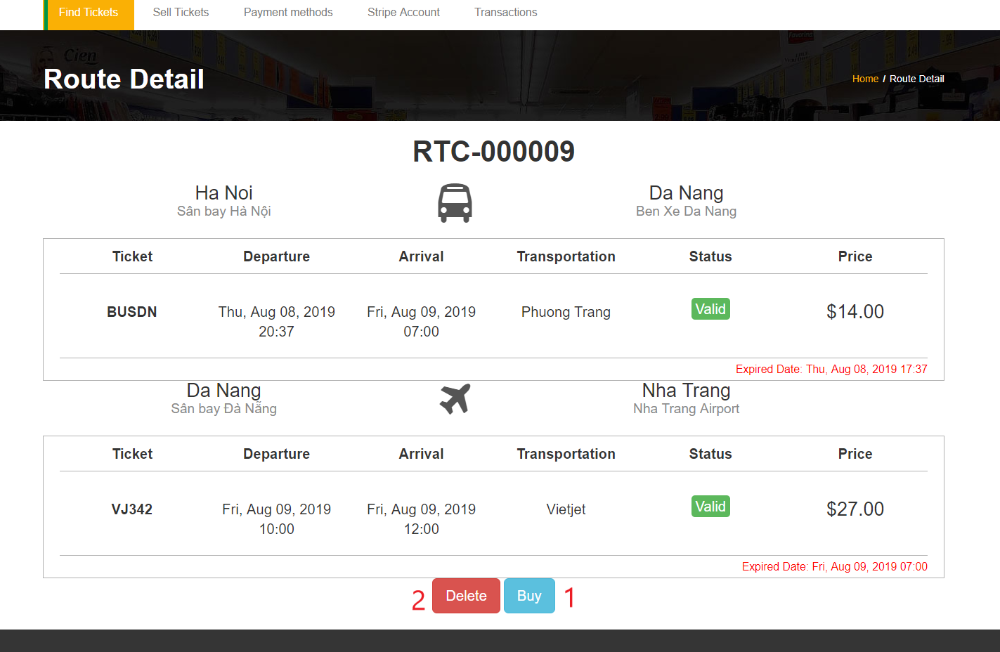 Find Tickets Sell Tickets Payment methods Stripe Account Transactions
Cien
Favorina
Route Detail
Home / Route Detail
RTC-000009
Ha Noi Da Nang
Sân bay Hà Nội Ben Xe Da Nang
Ticket Departure Arrival Transportation Status Price
BUSDN Thu, Aug 08, 2019 Fri, Aug 09, 2019 Phuong Trang Valid $14.00
20:37 07:00
Expired Date: Thu, Aug 08, 2019 17:37
Da Nang Nha Trang
Sân bay Đà Nẵng Nha Trang Airport
Ticket Departure Arrival Transportation Status Price
VJ342 Fri, Aug 09, 2019 Fri, Aug 09, 2019 Vietjet Valid $27.00
10:00 12:00
Expired Date: Fri, Aug 09, 2019 07:00
2 Delete Buy 1